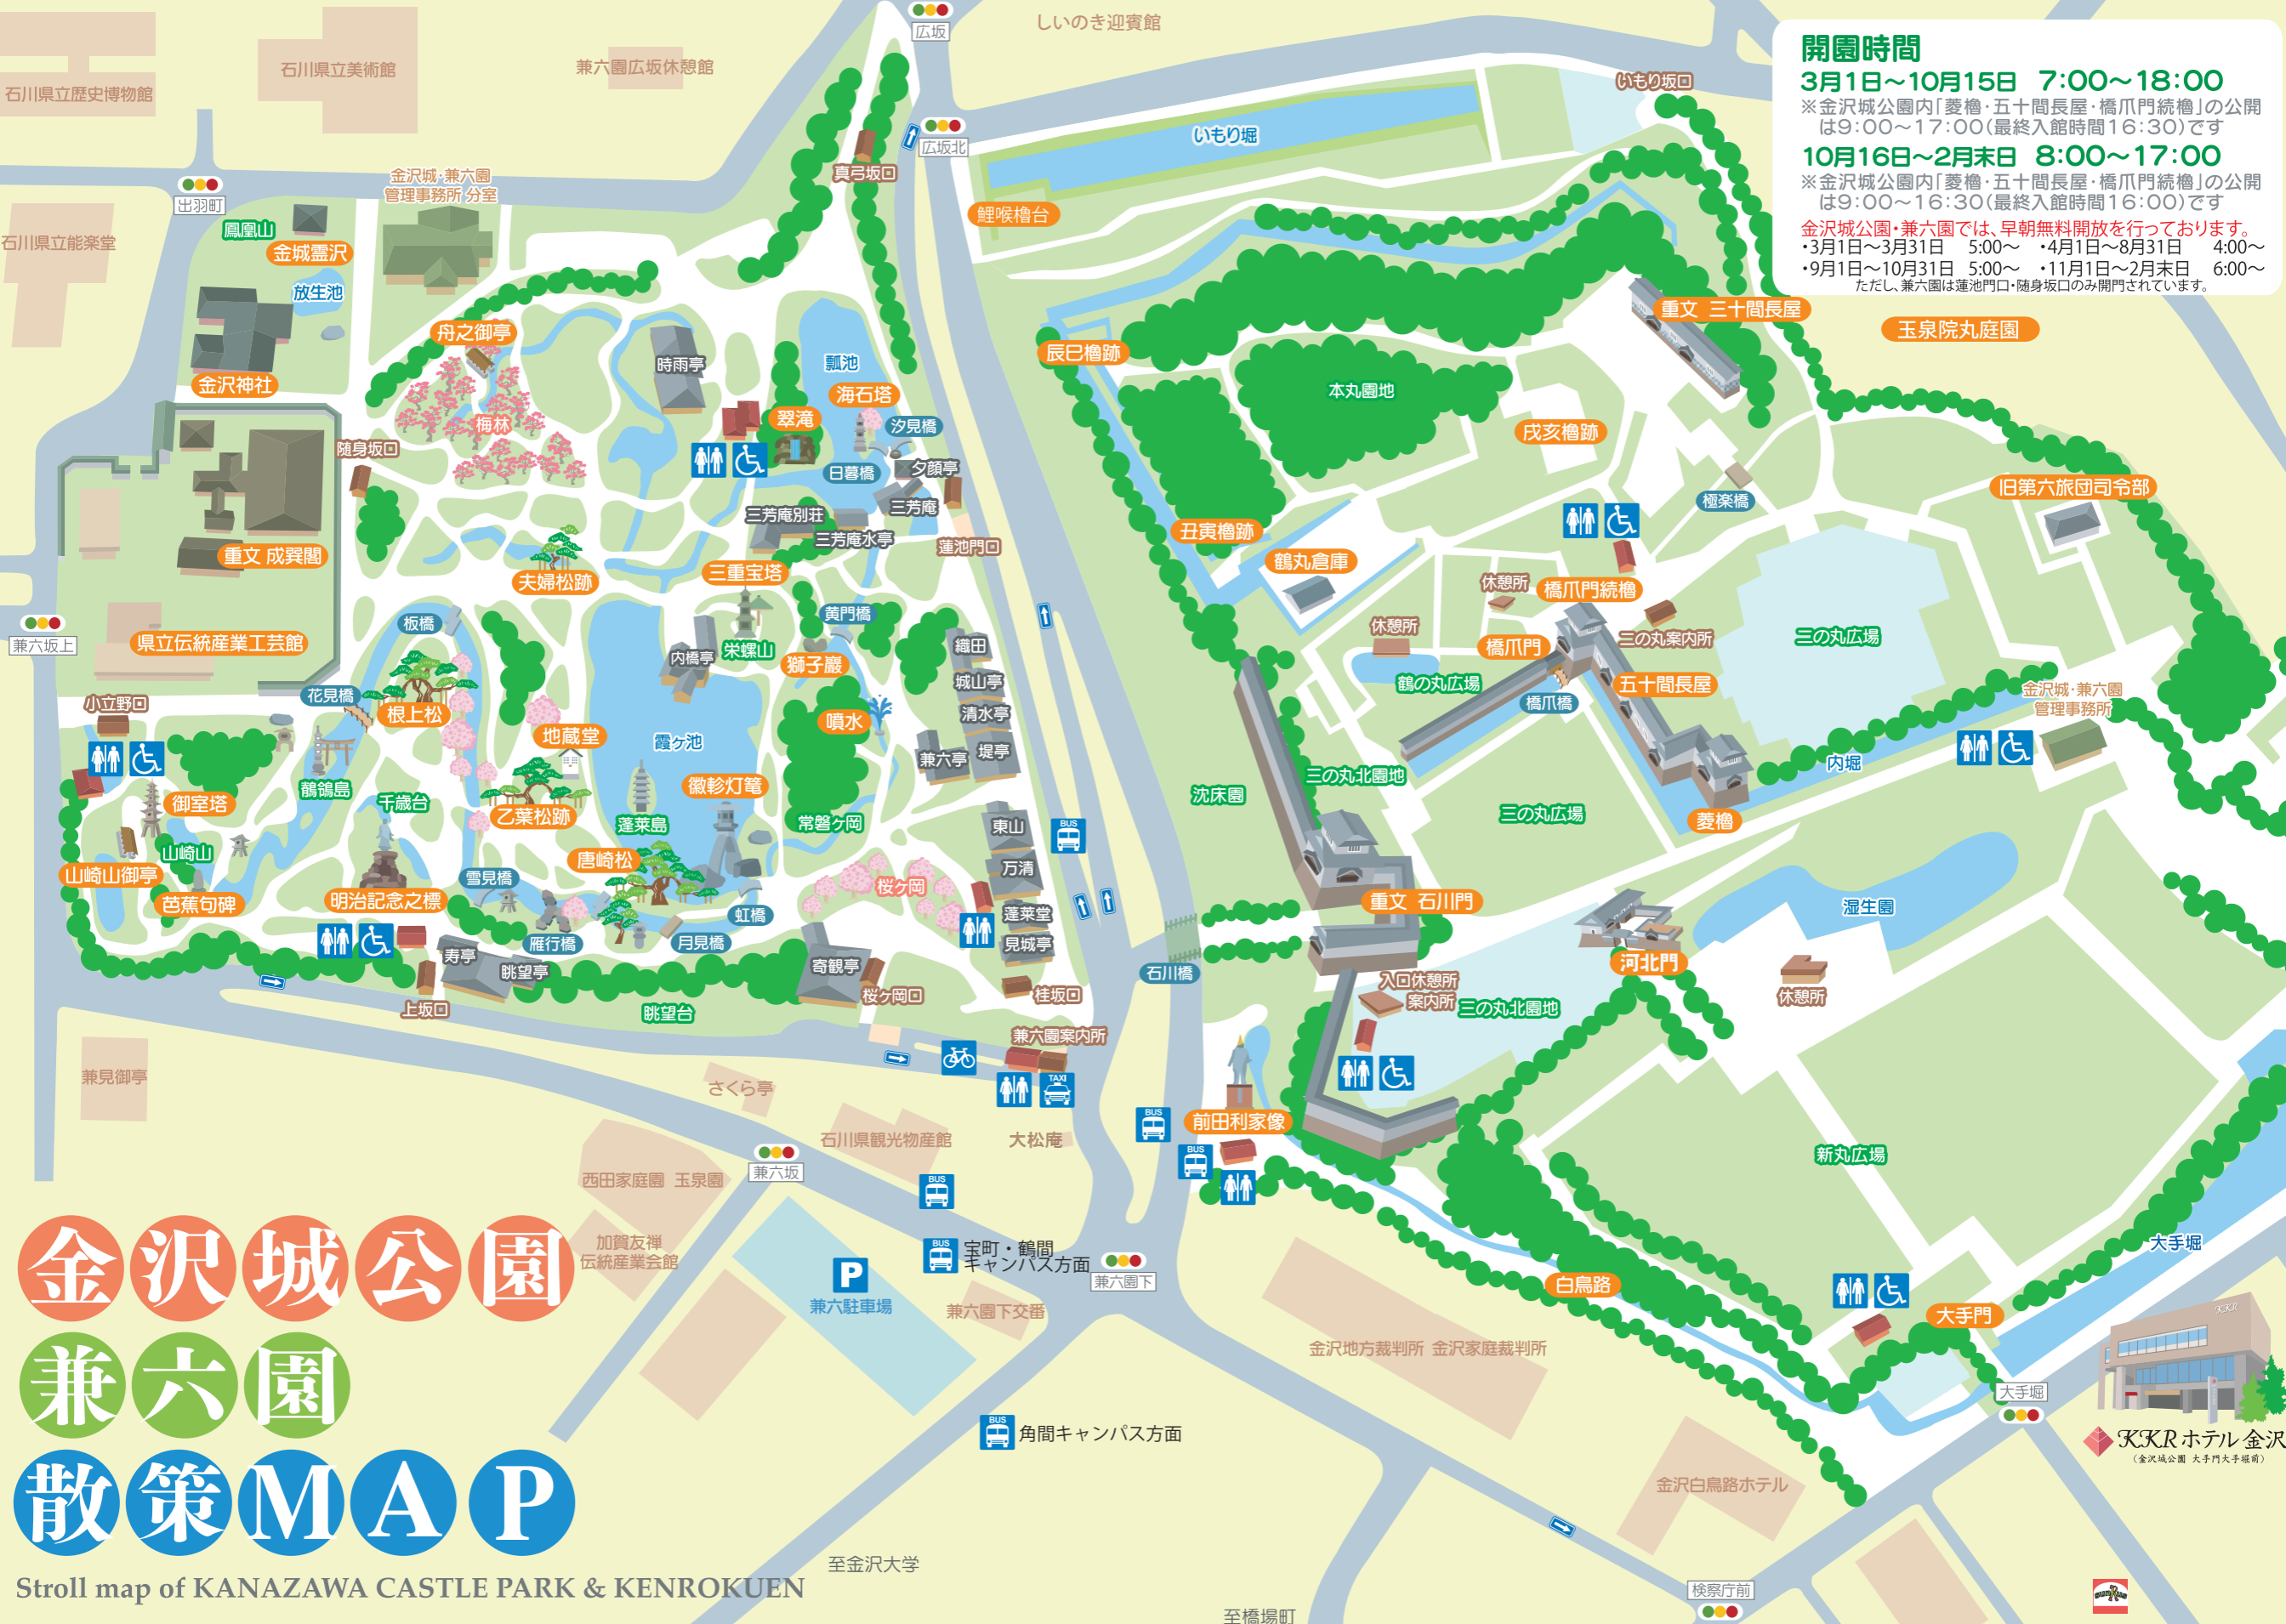 しいのき迎賓館
広坂
石川県立美術館
兼六園広坂休憩館
石川県立歴史博物館
いもり坂口
開園時間
3月1日～10月15日 7:00～18:00
※金沢城公園内「菱櫓・五十間長屋・橋爪門続櫓」の公開
は9:00～17:00(最終入館時間16:30)です
10月16日～2月末日 8:00～17:00
※金沢城公園内「菱櫓・五十間長屋・橋爪門続櫓」の公開
は9:00～16:30(最終入館時間16:00)です
金沢城公園・兼六園では、早朝無料開放を行っております。
・3月1日～3月31日 5:00～ ・4月1日～8月31日 4:00～
・9月1日～10月31日 5:00～ ・11月1日～2月末日 6:00～
ただし、兼六園は蓮池門口・随身坂口のみ開門されています。
いもり堀
広坂北
真弓坂口
金沢城・兼六園
管理事務所 分室
出羽町
鯉喉櫓台
鳳凰山
金城霊沢
石川県立能楽堂
放生池
重文 三十間長屋
玉泉院丸庭園
舟之御亭
辰巳櫓跡
時雨亭
瓢池
金沢神社
海石塔
本丸園地
梅林
翠滝
汐見橋
戌亥櫓跡
随身坂口
日暮橋
夕顔亭
極楽橋
旧第六旅団司令部
三芳庵
三芳庵別荘
丑寅櫓跡
三芳庵水亭
蓮池門口
重文 成巽閣
鶴丸倉庫
夫婦松跡
三重宝塔
休憩所
橋爪門続櫓
板橋
黄門橋
休憩所
三の丸案内所
三の丸広場
兼六坂上
県立伝統産業工芸館
織田
橋爪門
内橋亭
栄螺山
獅子巌
城山亭
鶴の丸広場
五十間長屋
花見橋
橋爪橋
金沢城・兼六園
管理事務所
小立野口
根上松
噴水
清水亭
地蔵堂
霞ヶ池
堤亭
兼六亭
内堀
三の丸北園地
鶺鴒島
徽軫灯篭
沈床園
御室塔
千歳台
乙葉松跡
蓬莱島
常磐ヶ岡
三の丸広場
菱櫓
東山
山崎山
唐崎松
万清
山崎山御亭
雪見橋
桜ヶ岡
芭蕉句碑
明治記念之標
虹橋
蓬莱堂
重文 石川門
湿生園
雁行橋
月見橋
見城亭
寿亭
眺望亭
寄観亭
石川橋
河北門
入口休憩所
案内所
休憩所
桜ヶ岡口
桂坂口
上坂口
眺望台
三の丸北園地
兼六園案内所
兼見御亭
さくら亭
TAXI
BUS
前田利家像
石川県観光物産館
大松庵
新丸広場
兼六坂
西田家庭園 玉泉園
BUS
BUS
BUS
加賀友禅
伝統産業会館
BUS
宝町・鶴間
キャンパス方面
大手堀
P
兼六駐車場
兼六園下
白鳥路
兼六園下交番
大手門
金沢地方裁判所 金沢家庭裁判所
KKR
大手堀
BUS
角間キャンパス方面
KKRホテル金沢
(金沢城公園 大手門大手堀前)
金沢白鳥路ホテル
金沢城公園
兼六園
散策MAP
Stroll map of KANAZAWA CASTLE PARK & KENROKUEN
至金沢大学
検察庁前
至橋場町